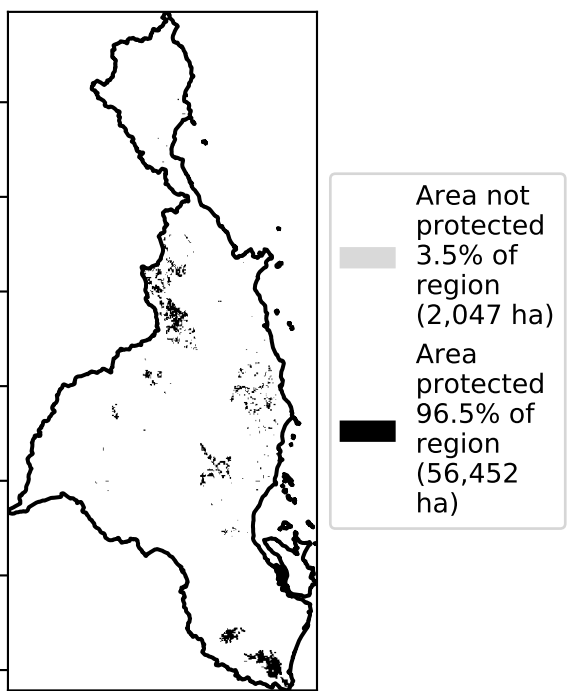 Area not
protected
3.5% of
region
(2,047 ha)
Area
protected
96.5% of
region
(56,452
ha)